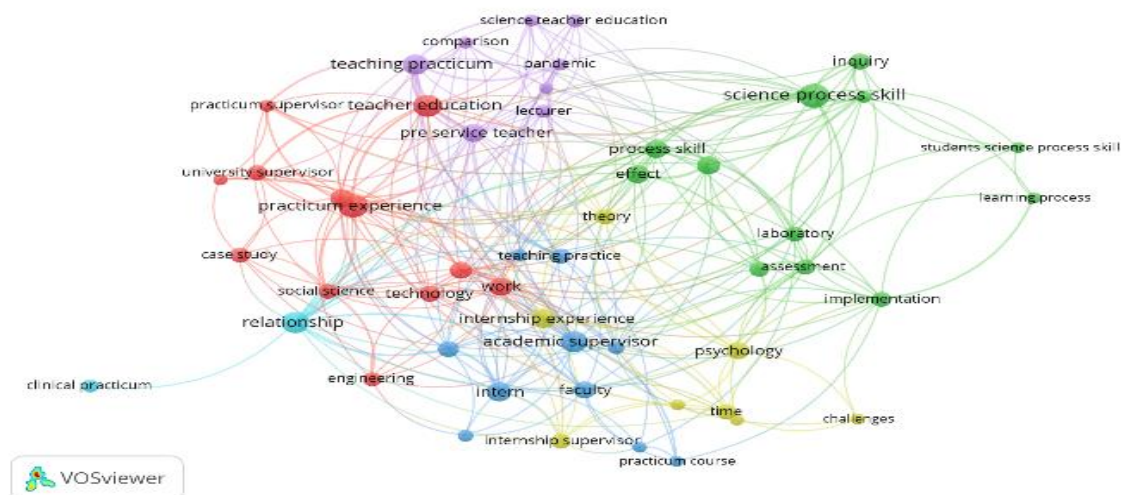 science teacher education
comparison
teaching practicum
pandemic
inquiry
practicum supervisor
teacher education
lecturer
science process skill
pre service teacher
process skill
students science process skill
university supervisor
effect
practicum experience
learning process
theory
laboratory
case study
teaching practice
assessment
social science
technology
work
implementation
relationship
internship experience
academic supervisor
psychology
clinical practicum
engineering
intern
faculty
time
challenges
internship supervisor
practicum course
VOSviewer